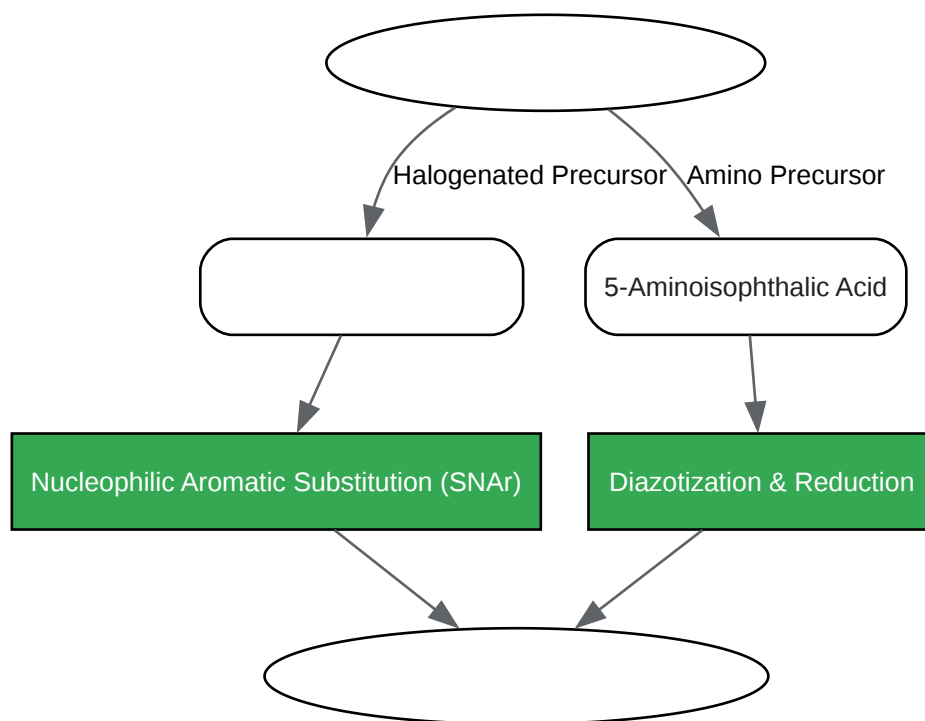 Halogenated Precursor
Amino Precursor
5-Aminoisophthalic Acid
Nucleophilic Aromatic Substitution (SNAr)
Diazotization & Reduction